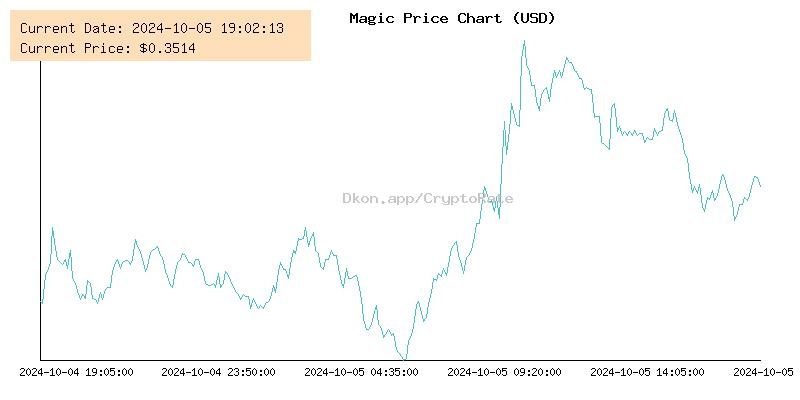 Magic Price Chart (USD)
Current Date: 2024-10-05 19:02:13
Current Price: $0.3514
Dkon.app/CryptoRate
2024-10-04 19:05:00 2024-10-04 23:50:00 2024-10-05 04:35:00 2024-10-05 09:20:00 2024-10-05 14:05:00 2024-10-05